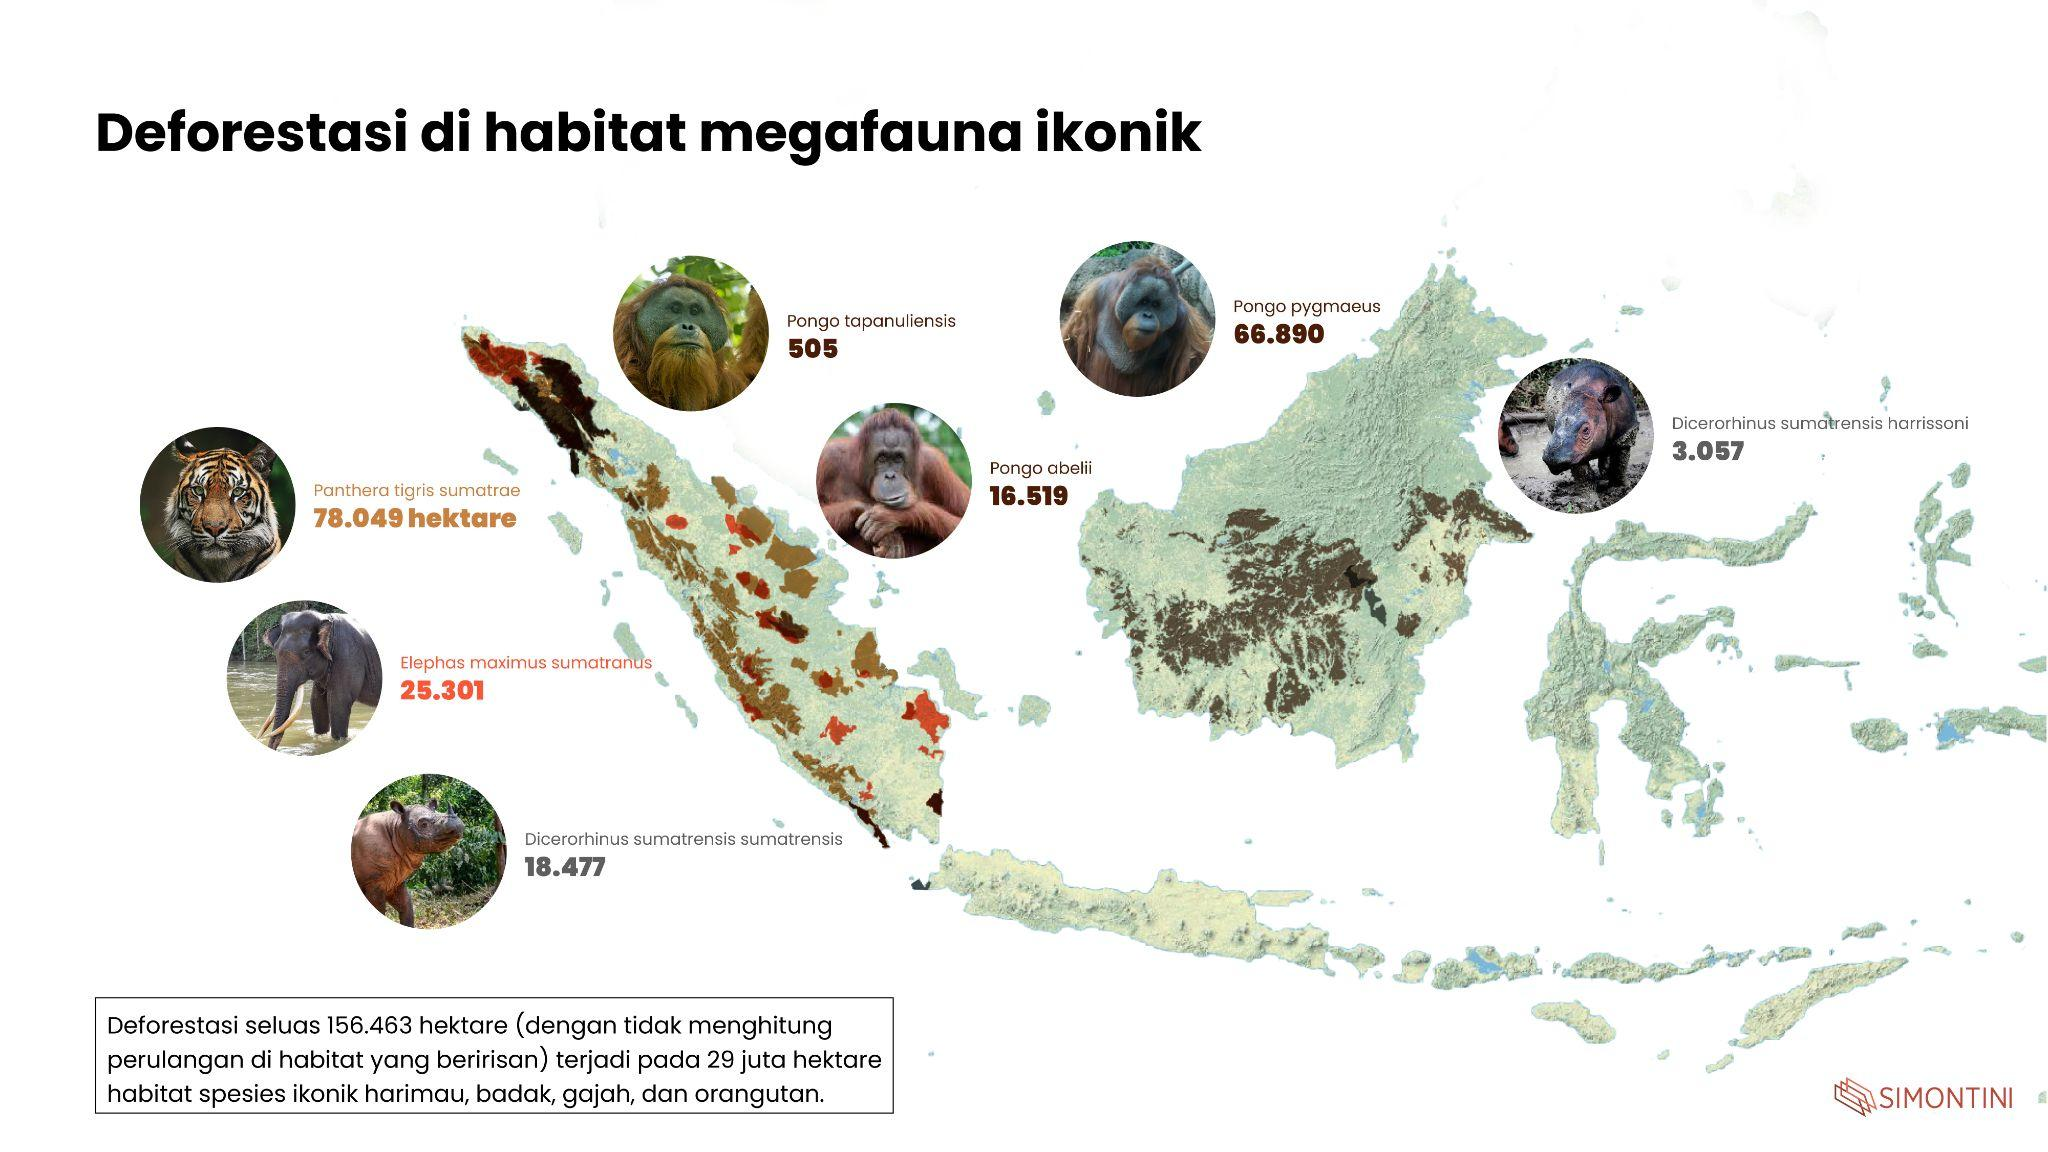 Deforestasi di habitat megafauna ikonik
Pongo tapanuliensis
505
Pongo pygmaeus
66.890
Dicerorhinus sumatrensis harrissoni
3.057
Pongo abelii
16.519
Panthera tigris sumatrae
78.049 hektare
Elephas maximus sumatranus
25.301
Dicerorhinus sumatrensis sumatrensis
18.477
Deforestasi seluas 156.463 hektare (dengan tidak menghitung
perulangan di habitat yang beririsan) terjadi pada 29 juta hektare
habitat spesies ikonik harimau, badak, gajah, dan orangutan.
SIMONTINI